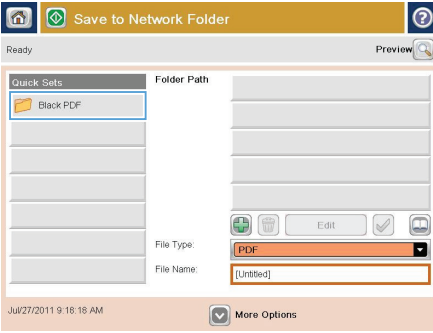 Save to Network Folder
Ready
Preview
Quick Sets
Black PDF
Folder Path
Edit
File Type:
PDF
File Name:
[Untitled]
Jul/27/2011 9:18:18 AM
More Options